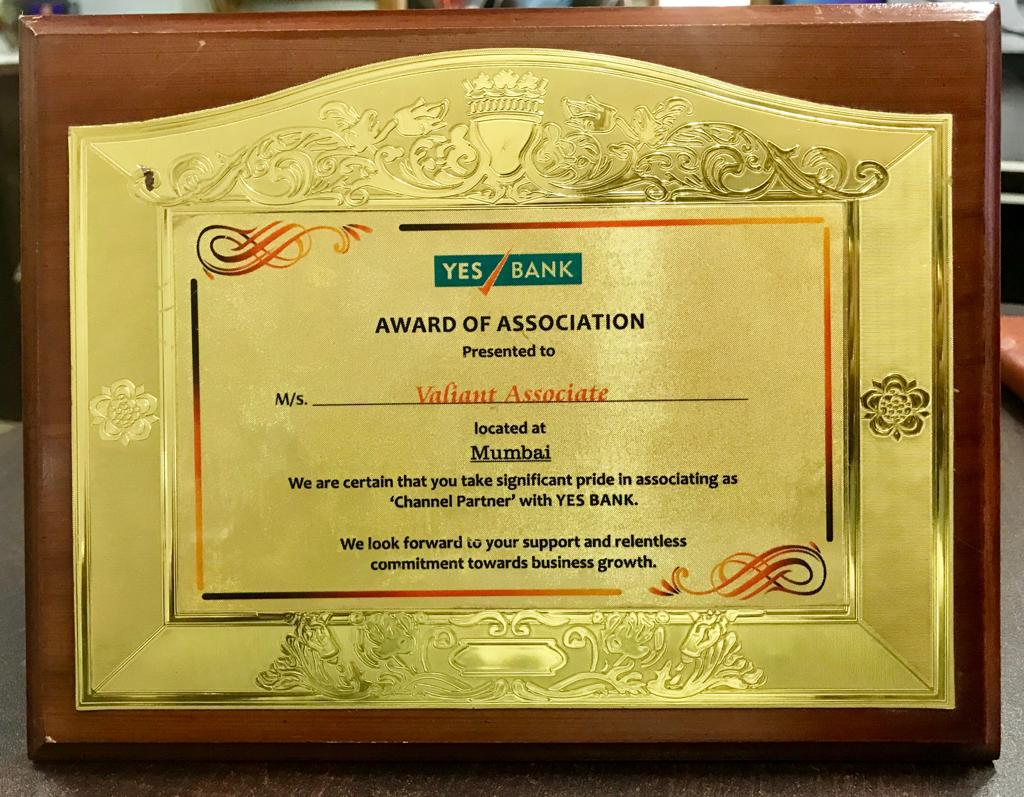 YES BANK
AWARD OF ASSOCIATION
Presented to
M/s. Valiant Associate
located at
Mumbai
We are certain that you take significant pride in associating as
‘Channel Partner’ with YES BANK.
We look forward to your support and relentless
commitment towards business growth.